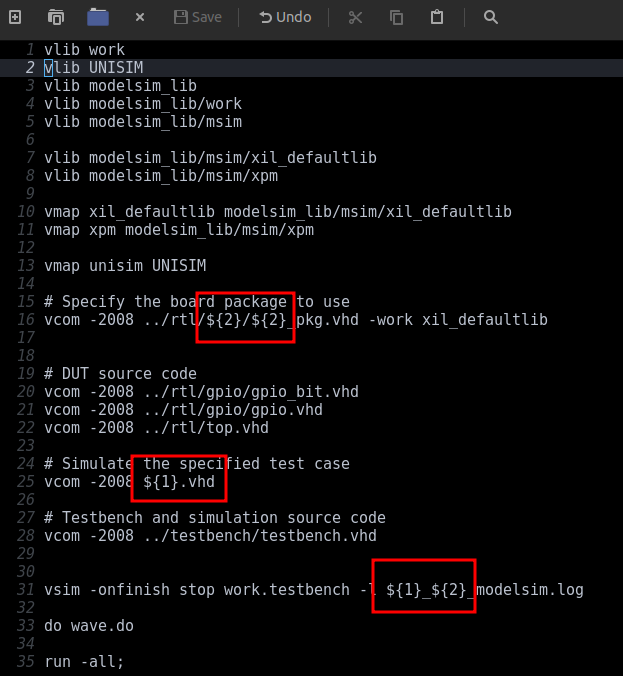 Save
Undo
1 vlib work
2 vlib UNISIM
3 vlib modelsim_lib
4 vlib modelsim_lib/work
5 vlib modelsim_lib/msim
6
7 vlib modelsim_lib/msim/xil_defaultlib
8 vlib modelsim_lib/msim/xpm
9
10 vmap xil_defaultlib modelsim_lib/msim/xil_defaultlib
11 vmap xpm modelsim_lib/msim/xpm
12
13 vmap unisim UNISIM
14
15 # Specify the board package to use
16 vcom -2008 ../rtl/${2}/${2}_pkg.vhd -work xil_defaultlib
17
18
19 # DUT source code
20 vcom -2008 ../rtl/gpio/gpio_bit.vhd
21 vcom -2008 ../rtl/gpio/gpio.vhd
22 vcom -2008 ../rtl/top.vhd
23
24 # Simulate the specified test case
25 vcom -2008 ${1}.vhd
26
27 # Testbench and simulation source code
28 vcom -2008 ../testbench/testbench.vhd
29
30
31 vsim -onfinish stop work.testbench -l ${1}_${2}_modelsim.log
32
33 do wave.do
34
35 run -all;